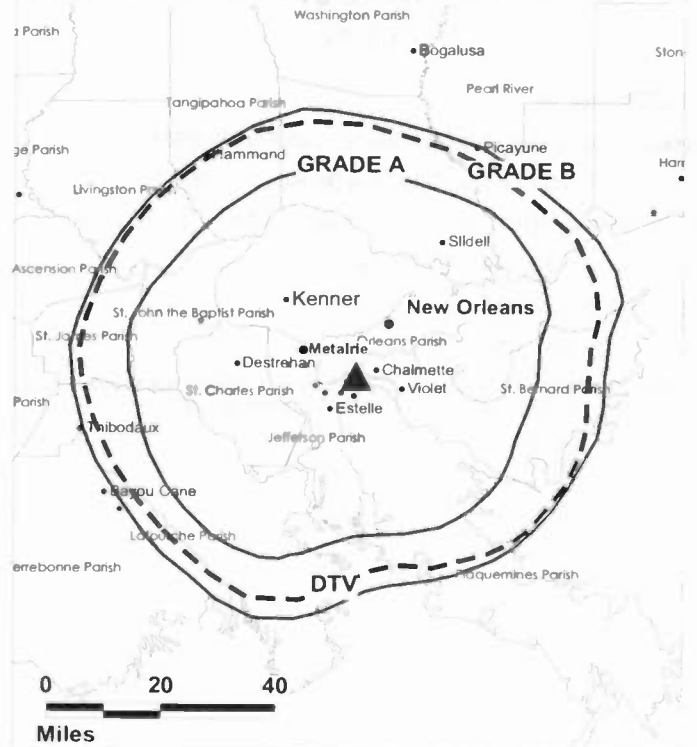 Washington Parish
a Parish
Bogalusa
Ston-
Pearl River
Tangipahoa Parish
ge Parish
Hammand
Picayune
GRADE A
GRADE B
Harr
Livingston Parish
Slidell
Ascension Parish
Kenner
St. John the Baptist Parish
New Orleans
St. James Parish
Metairie
Orleans Parish
Destrehan
Chalmette
St. Charles Parish
Violet
St. Bernard Parish
Parish
Estelle
Thibodaux
Jefferson Parish
Bayou Cane
Lafourche Parish
errebonne Parish
DTV
Plaquemines Parish
0 20 40
Miles